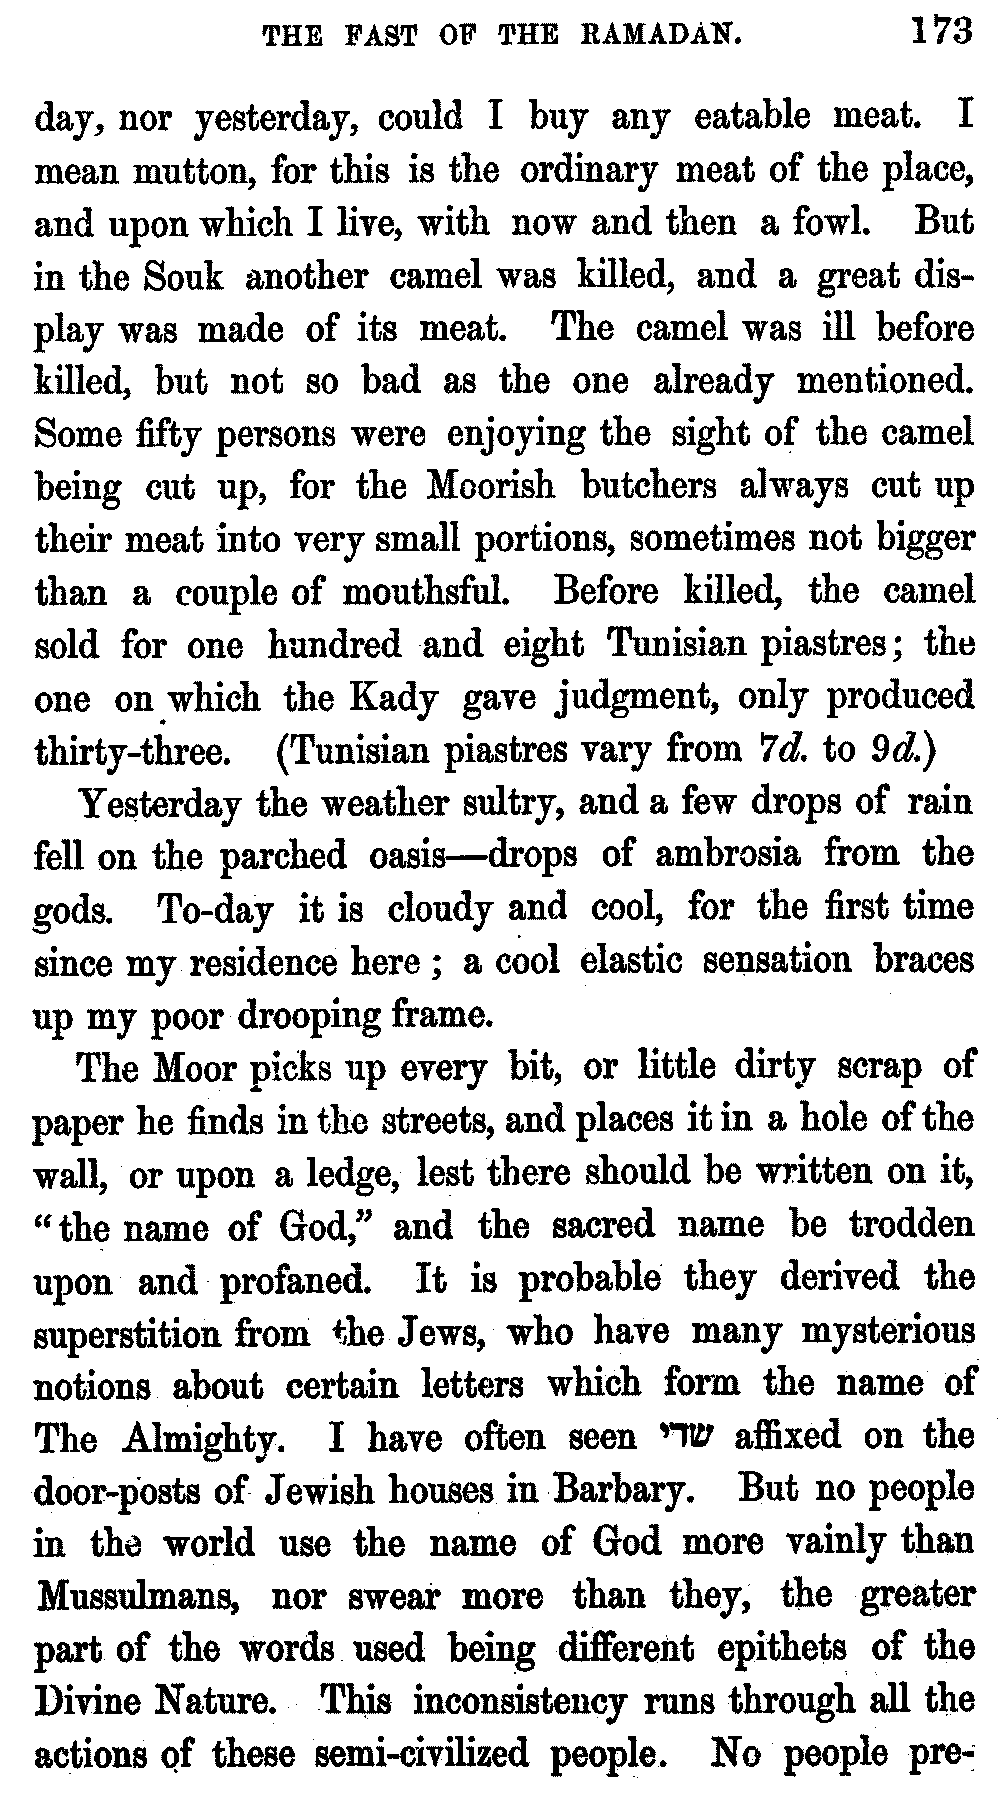 THE FAST OF THE RAMADAN. 173
day, nor yesterday, could I buy any eatable meat. I
mean mutton, for this is the ordinary meat of the place,
and upon which I live, with now and then a fowl. But
in the Souk another camel was killed, and a great dis-
play was made of its meat. The camel was ill before
killed, but not so bad as the one already mentioned.
Some fifty persons were enjoying the sight of the camel
being cut up, for the Moorish butchers always cut up
their meat into very small portions, sometimes not bigger
than a couple of mouthsful. Before killed, the camel
sold for one hundred and eight Tunisian piastres; the
one on which the Kady gave judgment, only produced
thirty-three. (Tunisian piastres vary from 7d. to 9d.)
Yesterday the weather sultry, and a few drops of rain
fell on the parched oasis—drops of ambrosia from the
gods. To-day it is cloudy and cool, for the first time
since my residence here; a cool elastic sensation braces
up my poor drooping frame.
The Moor picks up every bit, or little dirty scrap of
paper he finds in the streets, and places it in a hole of the
wall, or upon a ledge, lest there should be written on it,
“the name of God,” and the sacred name be trodden
upon and profaned. It is probable they derived the
superstition from the Jews, who have many mysterious
notions about certain letters which form the name of
The Almighty. I have often seen שדי affixed on the
door-posts of Jewish houses in Barbary. But no people
in the world use the name of God more vainly than
Mussulmans, nor swear more than they, the greater
part of the words used being different epithets of the
Divine Nature. This inconsistency runs through all the
actions of these semi-civilized people. No people pre-